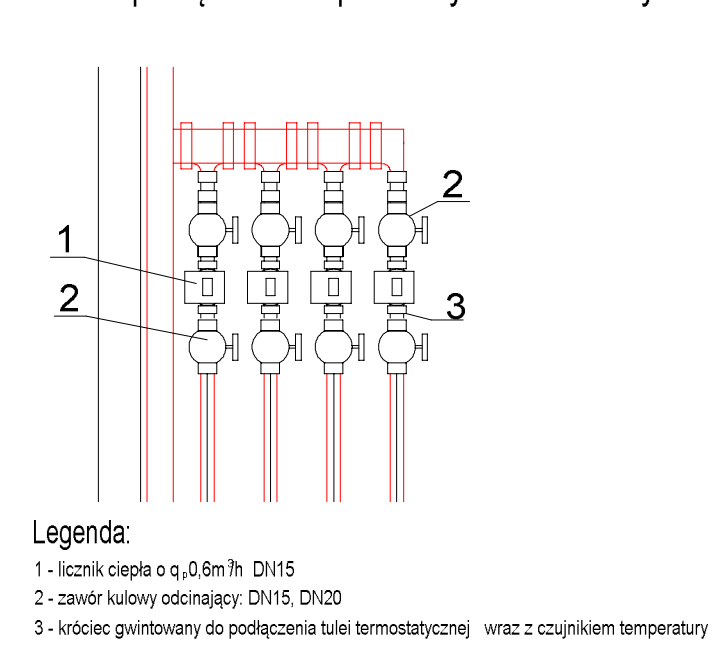 2
1
2
3
Legenda:
1 - licznik ciepła o qp0,6m³/h DN15
2 - zawór kulowy odcinający: DN15, DN20
3 - króciec gwintowany do podłączenia tulei termostatycznej wraz z czujnikiem temperatury